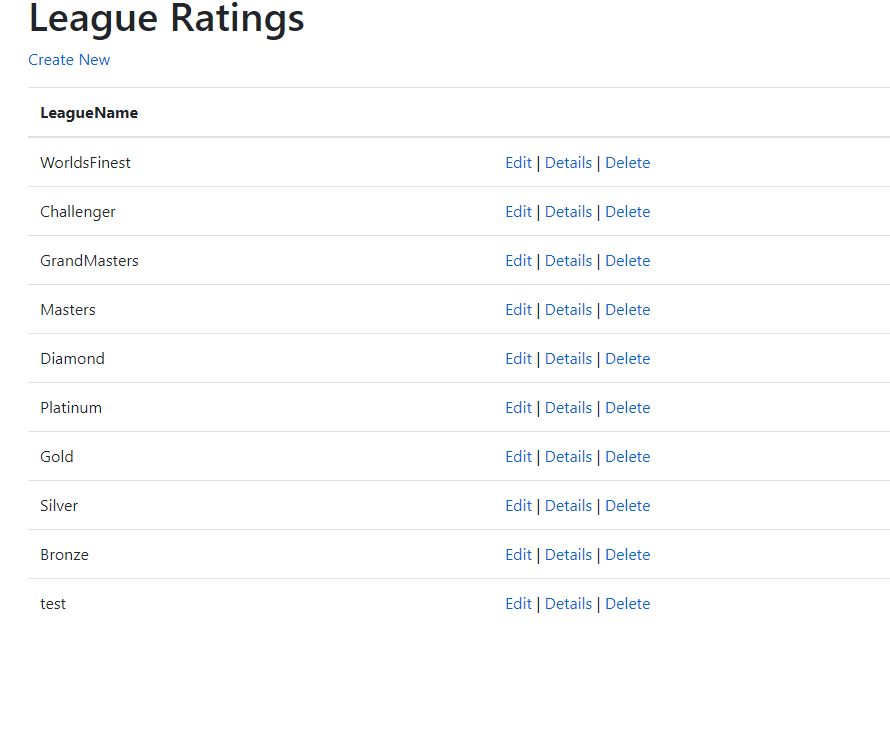 League Ratings
Create New
LeagueName
WorldsFinest Edit | Details | Delete
Challenger Edit | Details | Delete
GrandMasters Edit | Details | Delete
Masters Edit | Details | Delete
Diamond Edit | Details | Delete
Platinum Edit | Details | Delete
Gold Edit | Details | Delete
Silver Edit | Details | Delete
Bronze Edit | Details | Delete
test Edit | Details | Delete